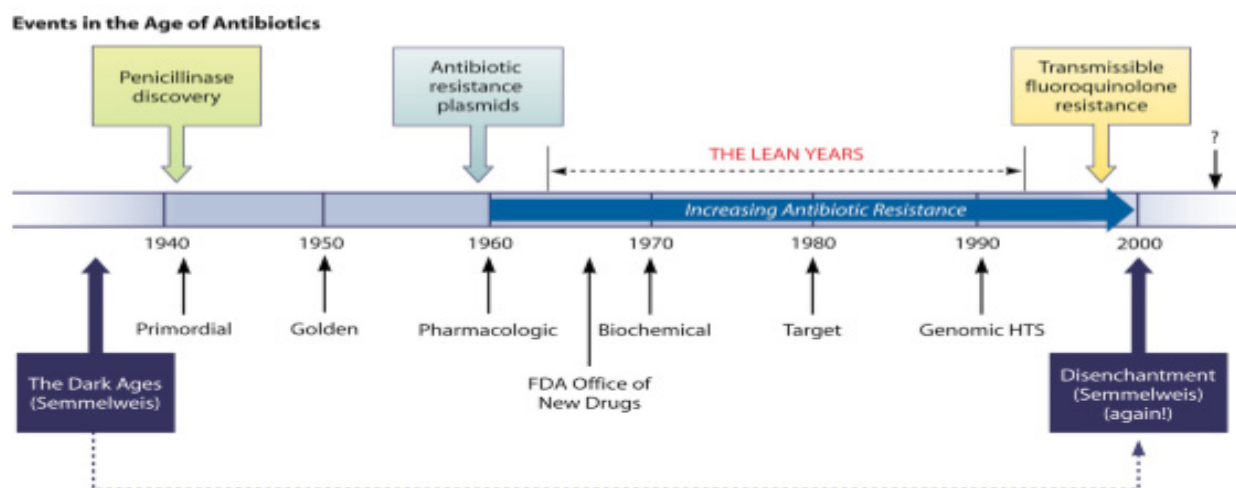 Events in the Age of Antibiotics
Penicillinase
discovery
Antibiotic
resistance
plasmids
Transmissible
fluoroquinolone
resistance
?
THE LEAN YEARS
Increasing Antibiotic Resistance
1940
1950
1960
1970
1980
1990
2000
Primordial
Golden
Pharmacologic
Biochemical
Target
Genomic HTS
FDA Office of
New Drugs
The Dark Ages
(Semmelweis)
Disenchantment
(Semmelweis)
(again!)